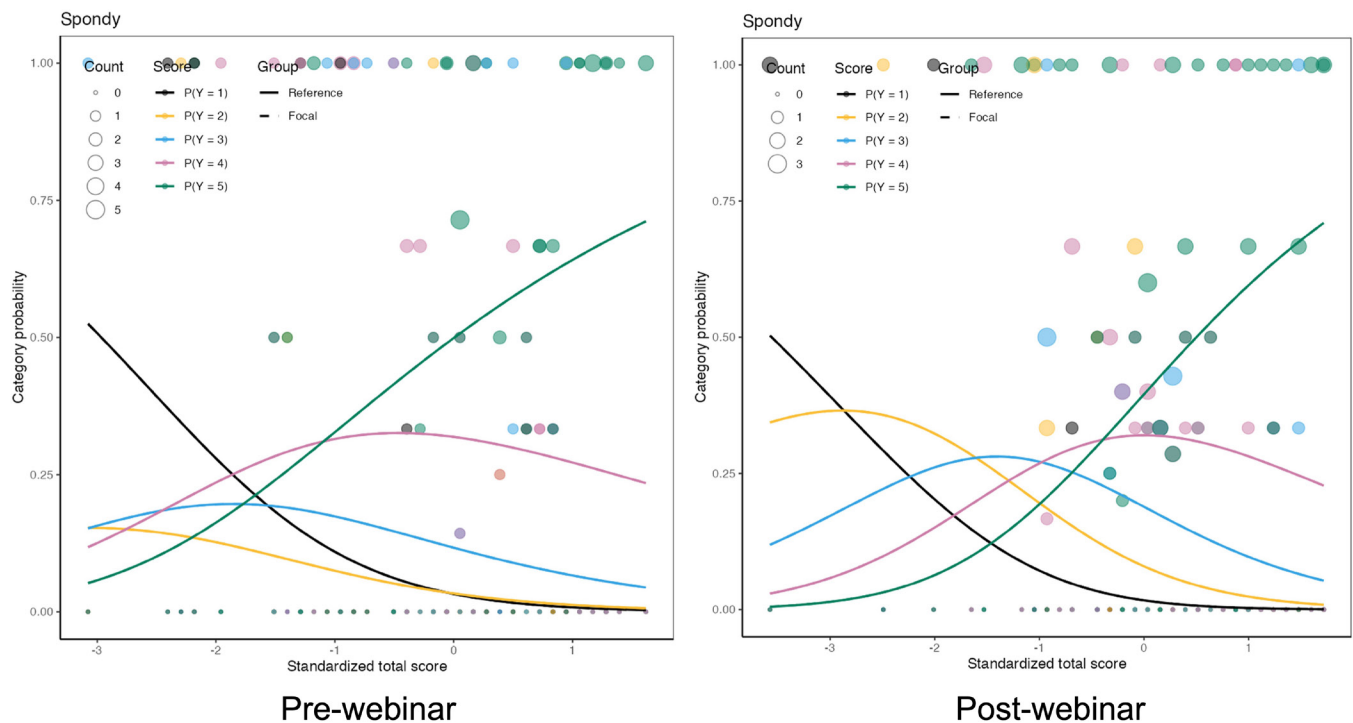 Spondy
Count Score Group
0 P(Y = 1) Reference
1 P(Y = 2) Focal
2 P(Y = 3)
3 P(Y = 4)
4 P(Y = 5)
5
Category probability
1.00
0.75
0.50
0.25
0.00
-3 -2 -1 0 1
Standardized total score
Pre-webinar
Spondy
Count Score Group
0 P(Y = 1) Reference
1 P(Y = 2) Focal
2 P(Y = 3)
3 P(Y = 4)
P(Y = 5)
Category probability
1.00
0.75
0.50
0.25
0.00
-3 -2 -1 0 1
Standardized total score
Post-webinar